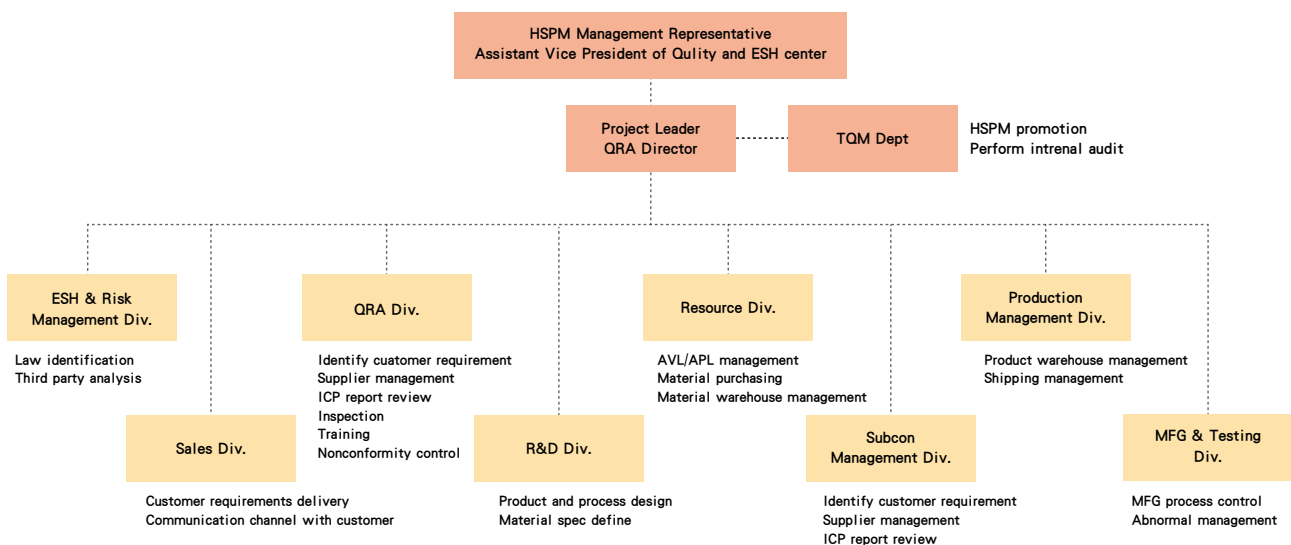 HSPM Management Representative
Assistant Vice President of Qulity and ESH center
Project Leader
QRA Director
TQM Dept
HSPM promotion
Perform intrenal audit
ESH & Risk
Management Div.
Law identification
Third party analysis
Sales Div.
Customer requirements delivery
Communication channel with customer
QRA Div.
Identify customer requirement
Supplier management
ICP report review
Inspection
Training
Nonconformity control
R&D Div.
Product and process design
Material spec define
Resource Div.
AVL/APL management
Material purchasing
Material warehouse management
Subcon
Management Div.
Identify customer requirement
Supplier management
ICP report review
Production
Management Div.
Product warehouse management
Shipping management
MFG & Testing
Div.
MFG process control
Abnormal management